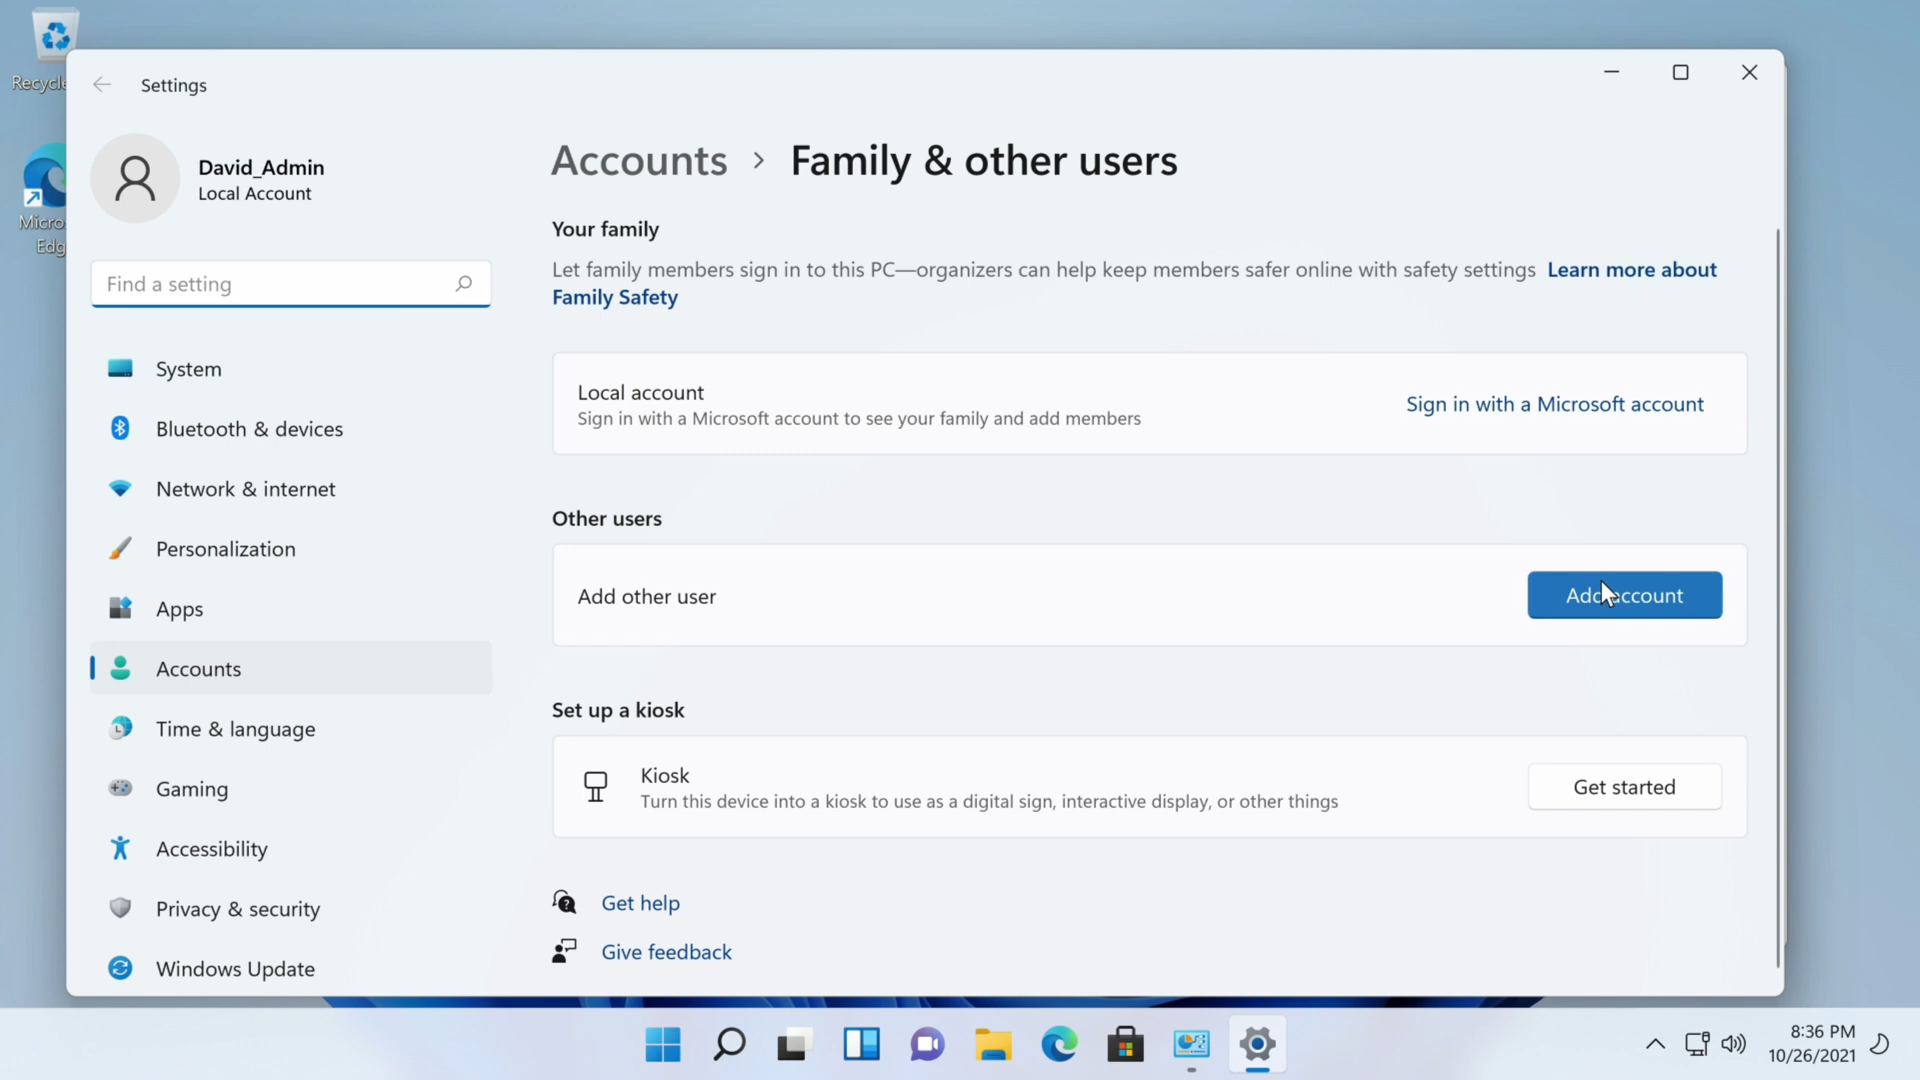 Recycle
Micro
Edg
Settings
David_Admin
Local Account
Find a setting
System
Bluetooth & devices
Network & internet
Personalization
Apps
Accounts
Time & language
Gaming
Accessibility
Privacy & security
Windows Update
Accounts > Family & other users
Your family
Let family members sign in to this PC—organizers can help keep members safer online with safety settings Learn more about
Family Safety
Local account
Sign in with a Microsoft account to see your family and add members
Sign in with a Microsoft account
Other users
Add other user
Add account
Set up a kiosk
Kiosk
Turn this device into a kiosk to use as a digital sign, interactive display, or other things
Get started
Get help
Give feedback
8:36 PM
10/26/2021